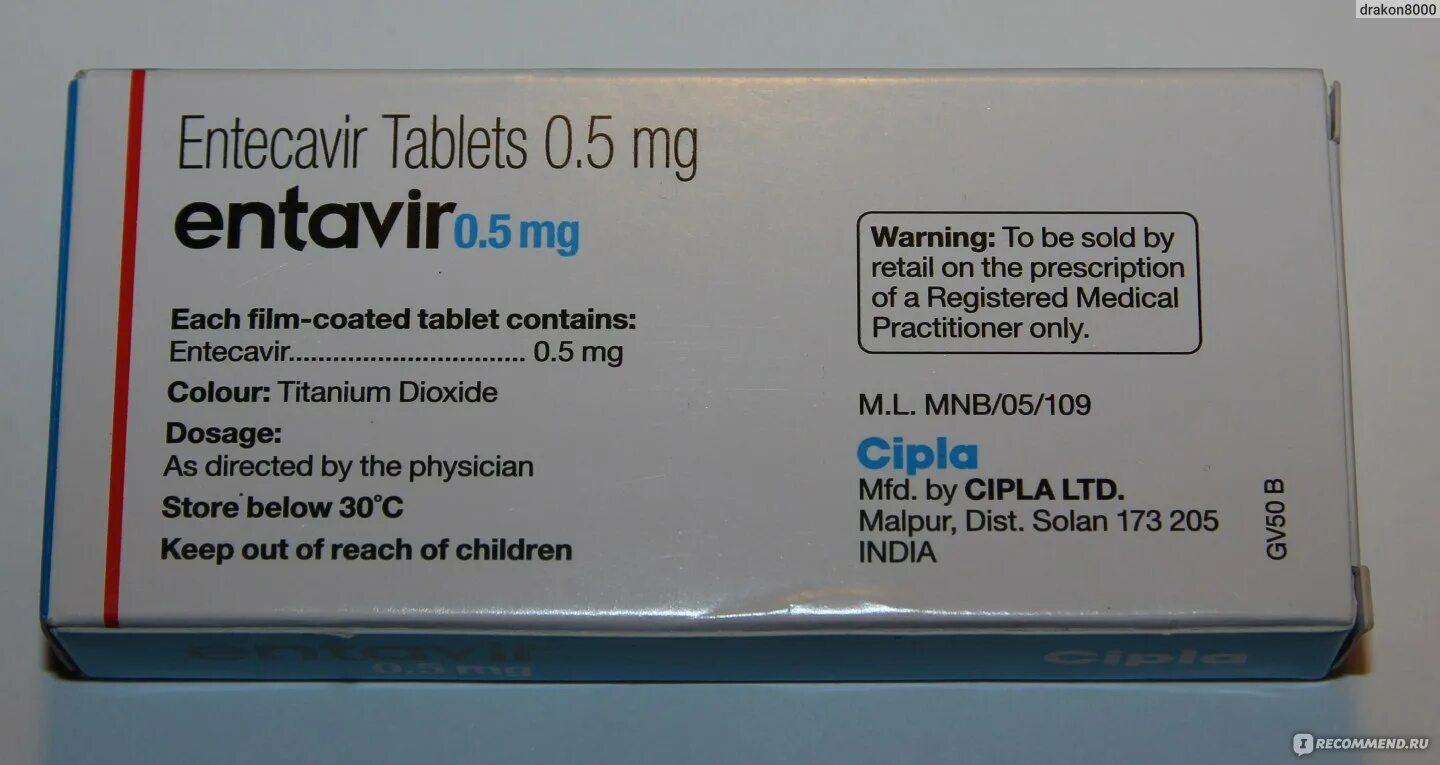 drakon8000
Entecavir Tablets 0.5 mg
entavir 0.5 mg
Each film-coated tablet contains:
Entecavir................................ 0.5 mg
Colour: Titanium Dioxide
Dosage:
As directed by the physician
Store below 30°C
Keep out of reach of children
Warning: To be sold by
retail on the prescription
of a Registered Medical
Practitioner only.
M.L. MNB/05/109
Cipla
Mfd. by CIPLA LTD.
Malpur, Dist. Solan 173 205
INDIA
GV50 B
entavir
0.5 mg
Cipla
I RECOMMEND.RU